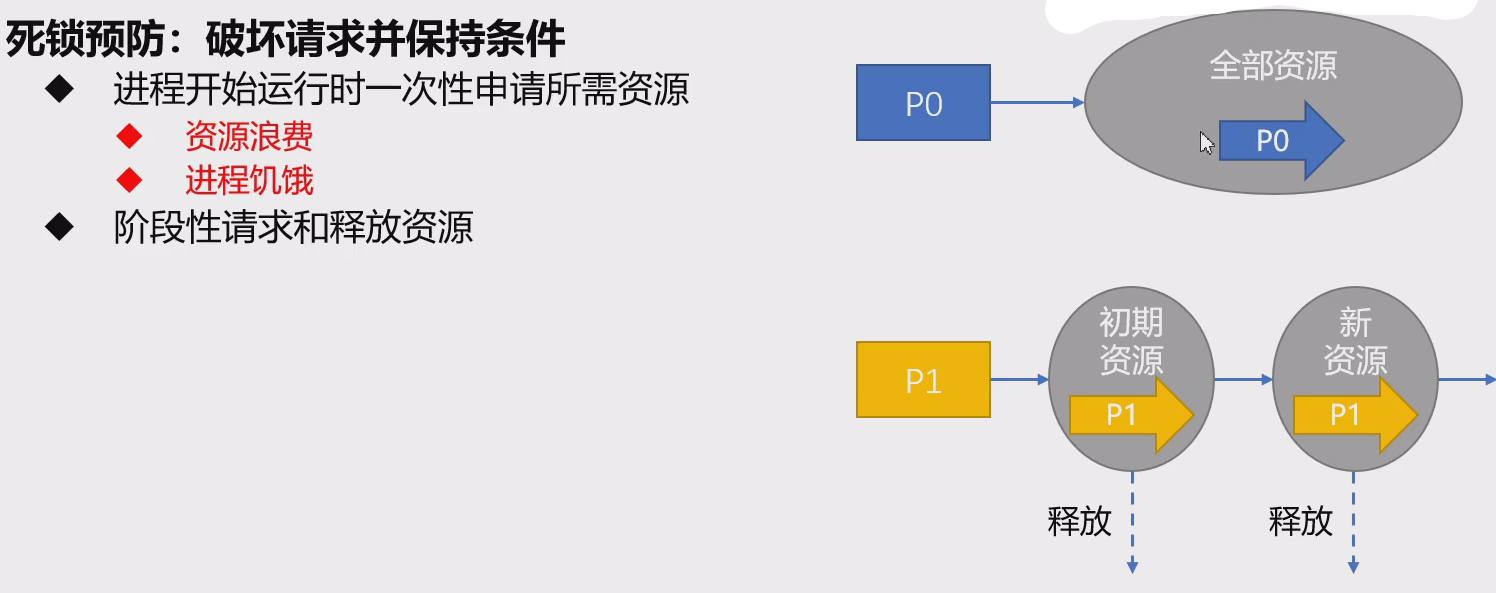 死锁预防：破坏请求并保持条件
进程开始运行时一次性申请所需资源
资源浪费
进程饥饿
阶段性请求和释放资源
P0
全部资源
P0
P1
初期
资源
P1
新
资源
P1
释放
释放